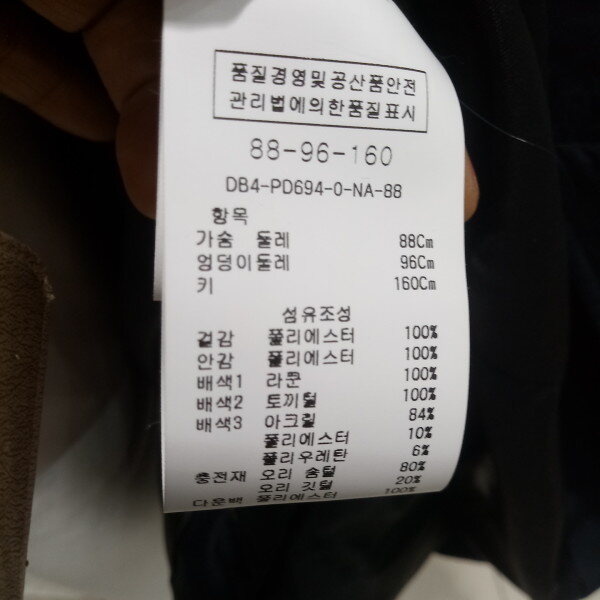 품질경영및공산품안전
관리법에의한품질표시
88-96-160
DB4-PD694-0-NA-88
항목
가슴 둘레 88Cm
엉덩이둘레 96Cm
키 160Cm
섬유조성
겉감 폴리에스터 100%
안감 폴리에스터 100%
배색1 라쿤 100%
배색2 토끼털 100%
배색3 아크릴 84%
폴리에스터 10%
폴리우레탄 6%
충전재 오리 솜털 80%
오리 깃털 20%
다운백 폴리에스터 100%